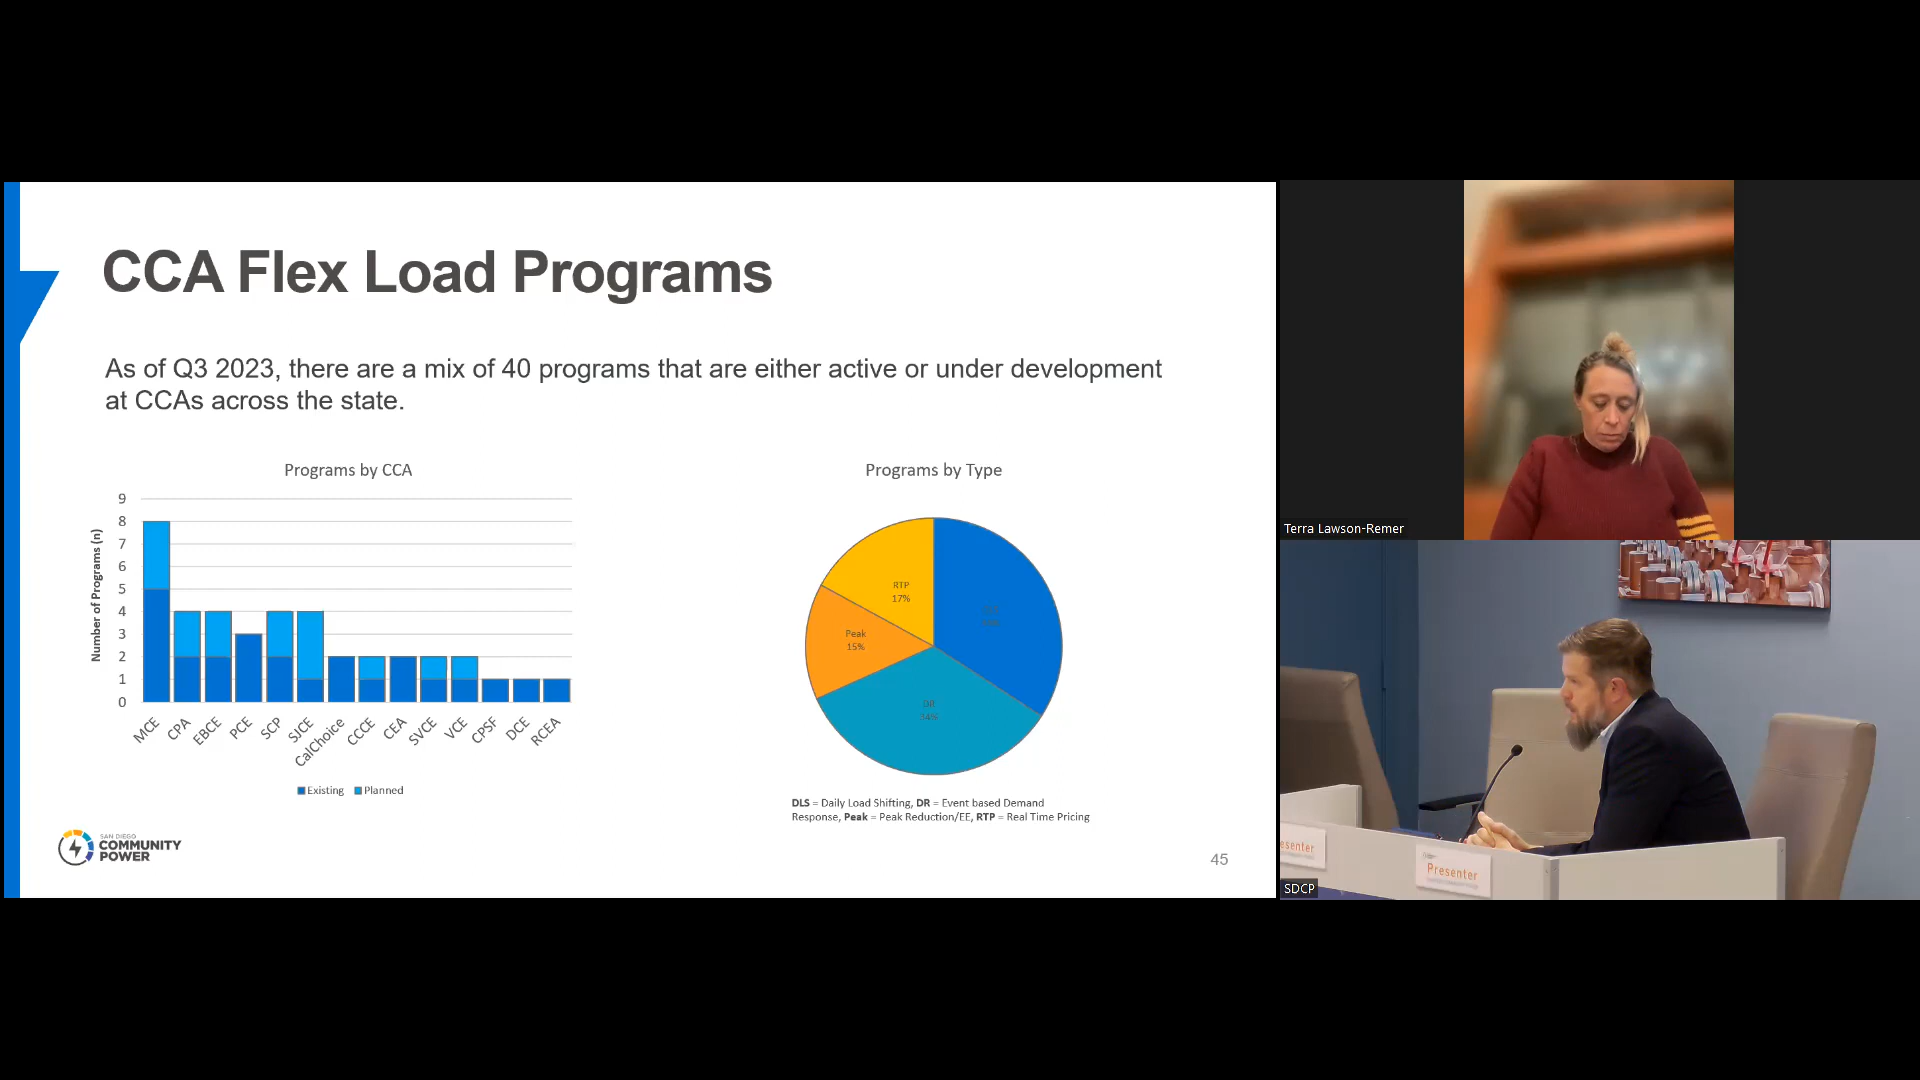 CCA Flex Load Programs
As of Q3 2023, there are a mix of 40 programs that are either active or under development
at CCAs across the state.
Programs by CCA
Number of Programs (n)
9
8
7
6
5
4
3
2
1
0
MCE
CPA
EBCE
PCE
SCP
SJCE
CalChoice
CCCE
CEA
SVCE
VCE
CPSF
DCE
RCEA
Existing Planned
Programs by Type
RTP
17%
Peak
15%
DR
34%
DLS = Daily Load Shifting, DR = Event based Demand
Response, Peak = Peak Reduction/EE, RTP = Real Time Pricing
SAN DIEGO
COMMUNITY
POWER
45
Terra Lawson-Remer
esenter
Presenter
SDCP